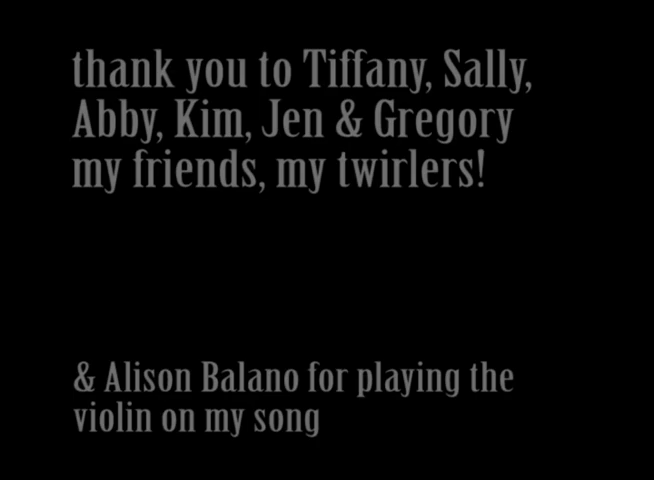 thank you to Tiffany, Sally,
Abby, Kim, Jen & Gregory
my friends, my twirlers!
& Alison Balano for playing the
violin on my song